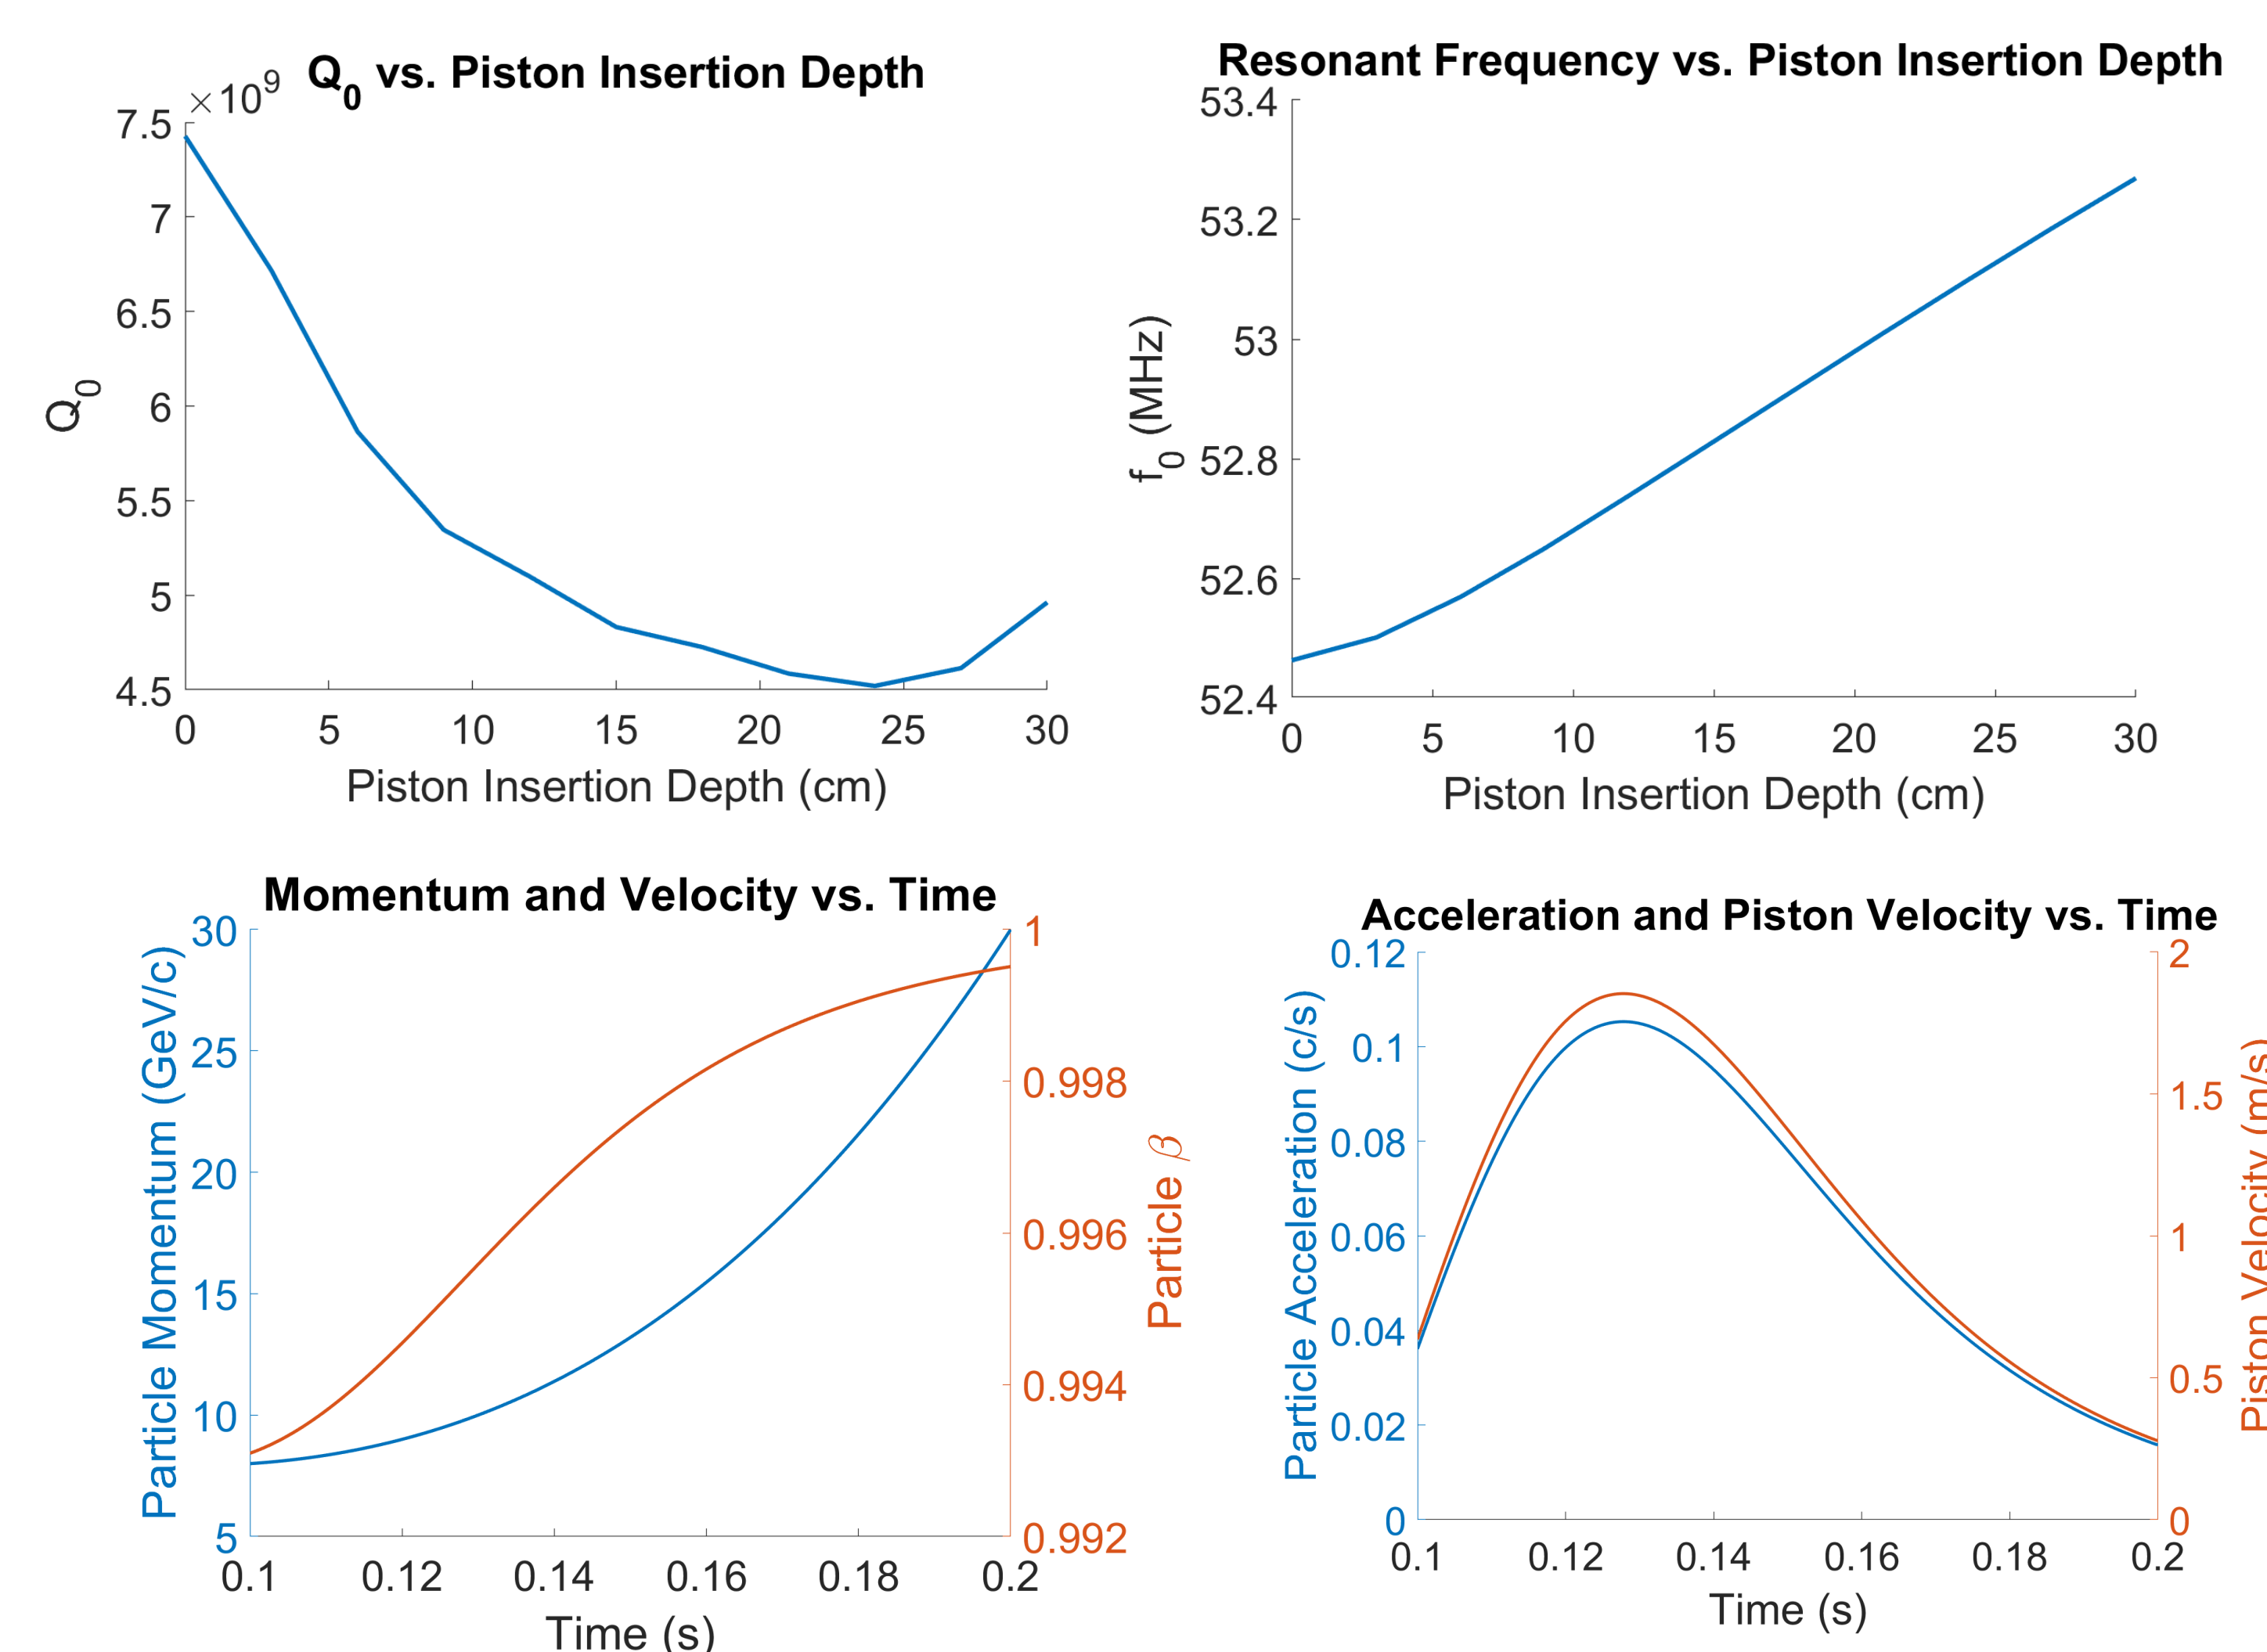 Q0 vs. Piston Insertion Depth
×10^9
7.5
7
6.5
6
5.5
5
4.5
Q0
0 5 10 15 20 25 30
Piston Insertion Depth (cm)
Resonant Frequency vs. Piston Insertion Depth
53.4
53.2
53
52.8
52.6
52.4
f0 (MHz)
0 5 10 15 20 25 30
Piston Insertion Depth (cm)
Momentum and Velocity vs. Time
30
25
20
15
10
5
Particle Momentum (GeV/c)
1
0.998
0.996
0.994
0.992
Particle β
0.1 0.12 0.14 0.16 0.18 0.2
Time (s)
Acceleration and Piston Velocity vs. Time
0.12
0.1
0.08
0.06
0.04
0.02
0
Particle Acceleration (c/s)
2
1.5
1
0.5
0
Piston Velocity (m/s)
0.1 0.12 0.14 0.16 0.18 0.2
Time (s)